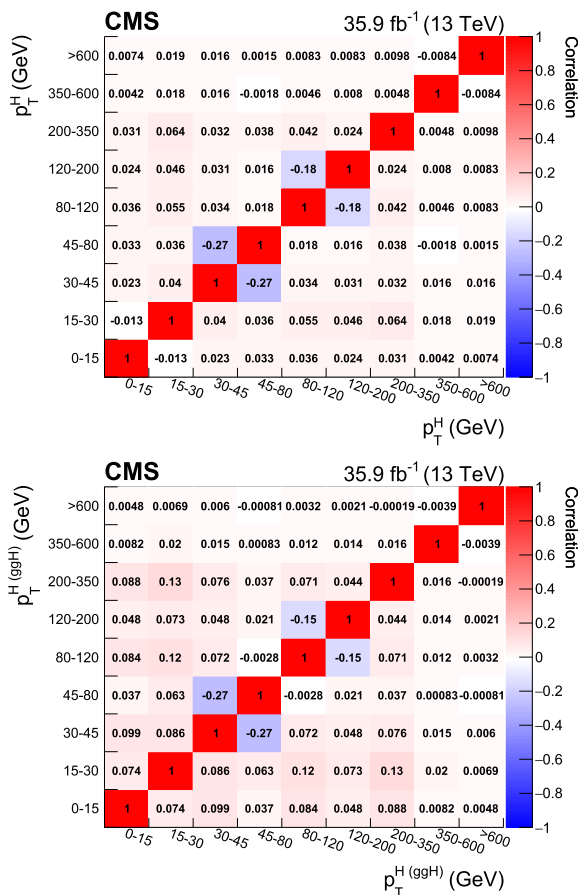 CMS 35.9 fb⁻¹ (13 TeV)
p_T^H (GeV)
Correlation
>600 0.0074 0.019 0.016 0.0015 0.0083 0.0083 0.0098 -0.0084 1
350-600 0.0042 0.018 0.016 -0.0018 0.0046 0.008 0.0048 1 -0.0084
200-350 0.031 0.064 0.032 0.038 0.042 0.024 1 0.0048 0.0098
120-200 0.024 0.046 0.031 0.016 -0.18 1 0.024 0.008 0.0083
80-120 0.036 0.055 0.034 0.018 1 -0.18 0.042 0.0046 0.0083
45-80 0.033 0.036 -0.27 1 0.018 0.016 0.038 -0.0018 0.0015
30-45 0.023 0.04 1 -0.27 0.034 0.031 0.032 0.016 0.016
15-30 -0.013 1 0.04 0.036 0.055 0.046 0.064 0.018 0.019
0-15 1 -0.013 0.023 0.033 0.036 0.024 0.031 0.0042 0.0074
0-15 15-30 30-45 45-80 80-120 120-200 200-350 350-600 >600
p_T^H (GeV)
1
0.8
0.6
0.4
0.2
0
−0.2
−0.4
−0.6
−0.8
−1
CMS 35.9 fb⁻¹ (13 TeV)
p_T^H (ggH) (GeV)
Correlation
>600 0.0048 0.0069 0.006 -0.00081 0.0032 0.0021 -0.00019 -0.0039 1
350-600 0.0082 0.02 0.015 0.00083 0.012 0.014 0.016 1 -0.0039
200-350 0.088 0.13 0.076 0.037 0.071 0.044 1 0.016 -0.00019
120-200 0.048 0.073 0.048 0.021 -0.15 1 0.044 0.014 0.0021
80-120 0.084 0.12 0.072 -0.0028 1 -0.15 0.071 0.012 0.0032
45-80 0.037 0.063 -0.27 1 -0.0028 0.021 0.037 0.00083 -0.00081
30-45 0.099 0.086 1 -0.27 0.072 0.048 0.076 0.015 0.006
15-30 0.074 1 0.086 0.063 0.12 0.073 0.13 0.02 0.0069
0-15 1 0.074 0.099 0.037 0.084 0.048 0.088 0.0082 0.0048
0-15 15-30 30-45 45-80 80-120 120-200 200-350 350-600 >600
p_T^H (ggH) (GeV)
1
0.8
0.6
0.4
0.2
0
−0.2
−0.4
−0.6
−0.8
−1